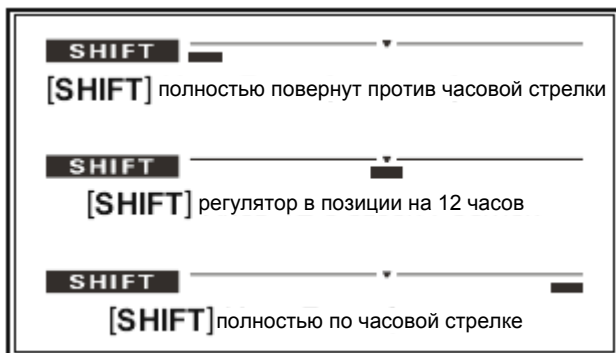 SHIFT
[SHIFT] полностью повернут против часовой стрелки
SHIFT
[SHIFT] регулятор в позиции на 12 часов
SHIFT
[SHIFT] полностью по часовой стрелке